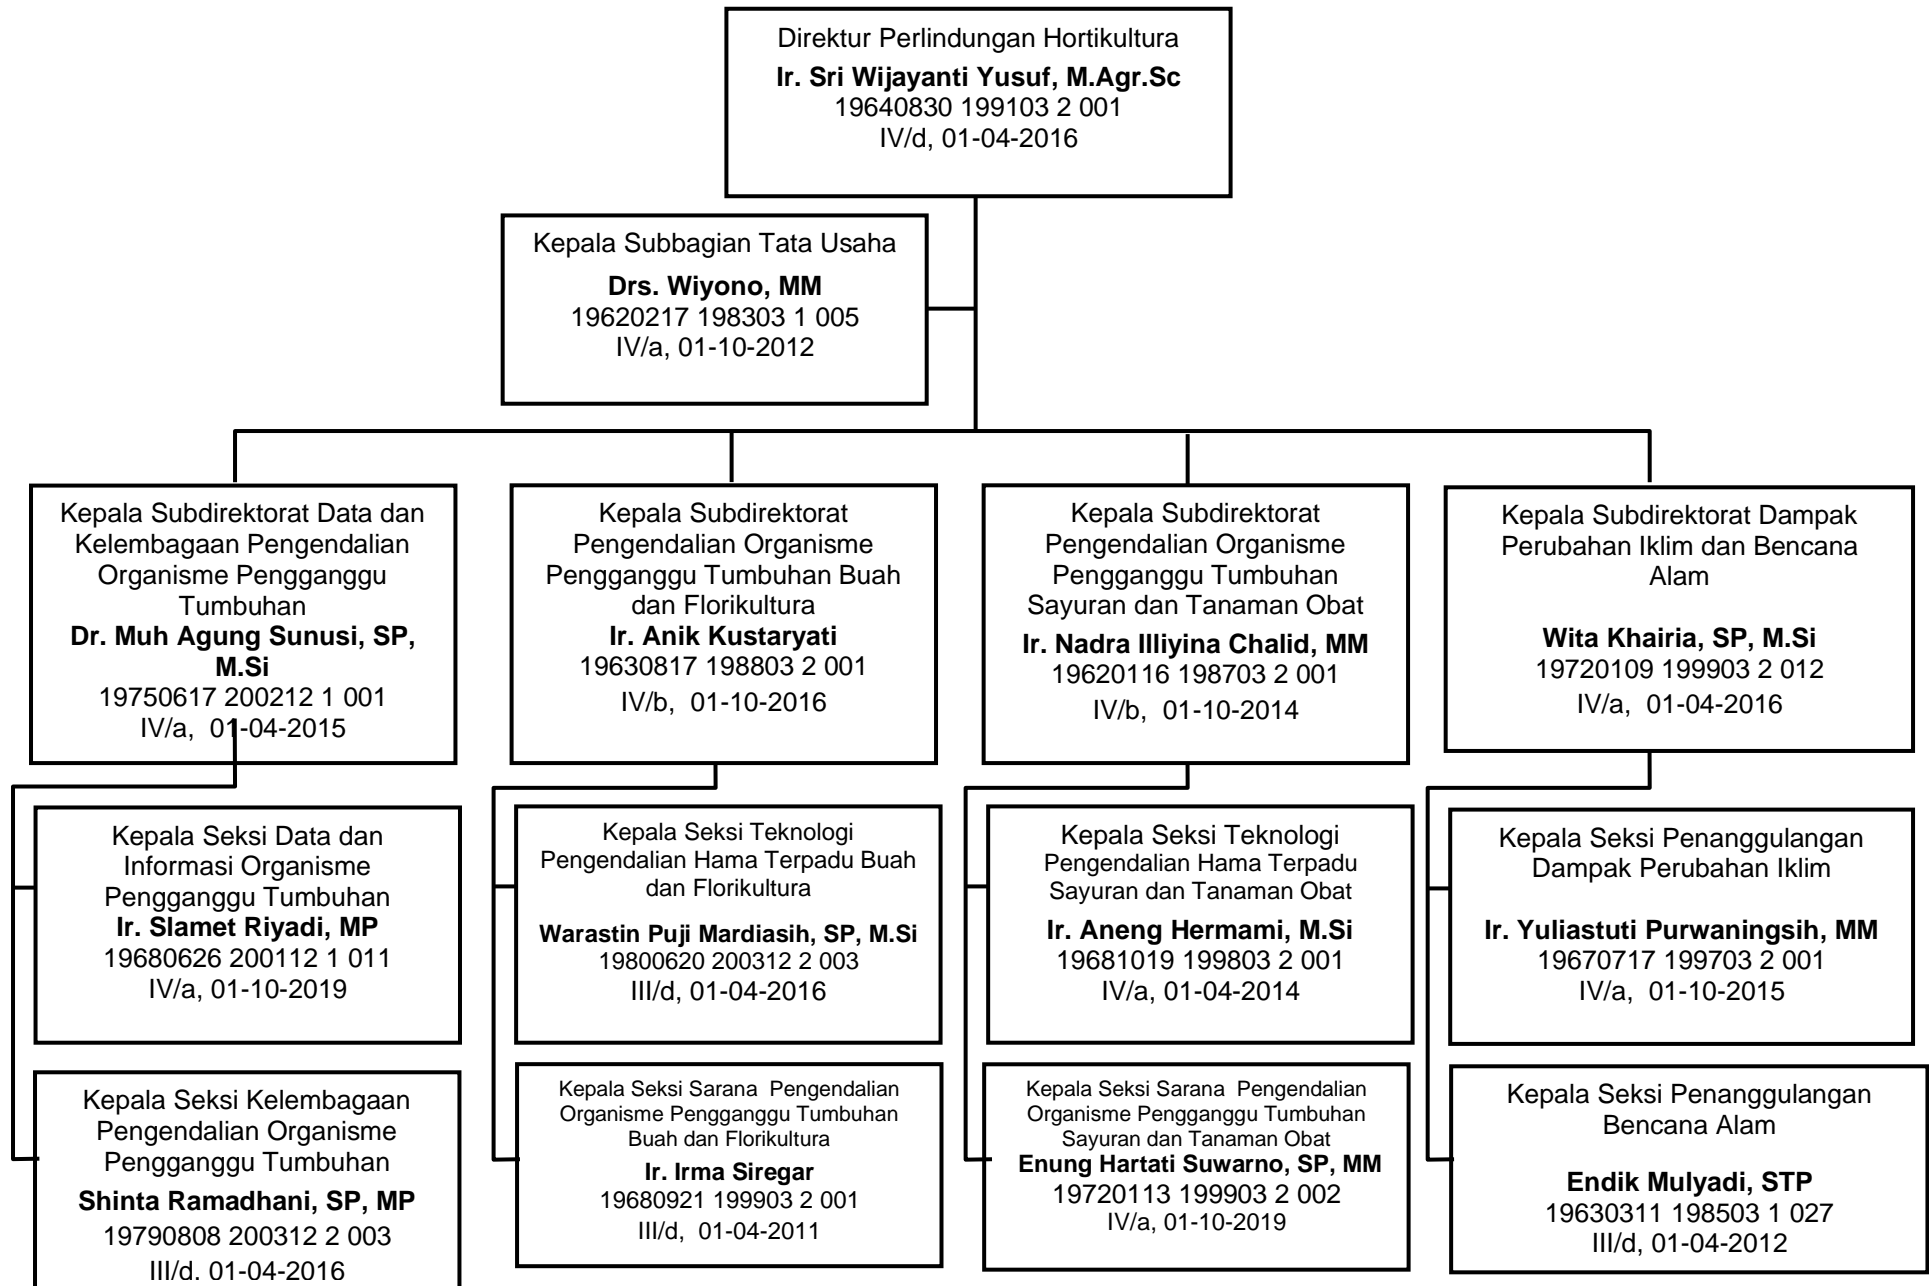 Direktur Perlindungan Hortikultura
Ir. Sri Wijayanti Yusuf, M.Agr.Sc
19640830 199103 2 001
IV/d, 01-04-2016
Kepala Subbagian Tata Usaha
Drs. Wiyono, MM
19620217 198303 1 005
IV/a, 01-10-2012
Kepala Subdirektorat Data dan
Kelembagaan Pengendalian
Organisme Pengganggu
Tumbuhan
Dr. Muh Agung Sunusi, SP,
M.Si
19750617 200212 1 001
IV/a, 01-04-2015
Kepala Subdirektorat
Pengendalian Organisme
Pengganggu Tumbuhan Buah
dan Florikultura
Ir. Anik Kustaryati
19630817 198803 2 001
IV/b, 01-10-2016
Kepala Subdirektorat
Pengendalian Organisme
Pengganggu Tumbuhan
Sayuran dan Tanaman Obat
Ir. Nadra Illiyina Chalid, MM
19620116 198703 2 001
IV/b, 01-10-2014
Kepala Subdirektorat Dampak
Perubahan Iklim dan Bencana
Alam
Wita Khairia, SP, M.Si
19720109 199903 2 012
IV/a, 01-04-2016
Kepala Seksi Data dan
Informasi Organisme
Pengganggu Tumbuhan
Ir. Slamet Riyadi, MP
19680626 200112 1 011
IV/a, 01-10-2019
Kepala Seksi Teknologi
Pengendalian Hama Terpadu Buah
dan Florikultura
Warastin Puji Mardiasih, SP, M.Si
19800620 200312 2 003
III/d, 01-04-2016
Kepala Seksi Teknologi
Pengendalian Hama Terpadu
Sayuran dan Tanaman Obat
Ir. Aneng Hermami, M.Si
19681019 199803 2 001
IV/a, 01-04-2014
Kepala Seksi Penanggulangan
Dampak Perubahan Iklim
Ir. Yuliastuti Purwaningsih, MM
19670717 199703 2 001
IV/a, 01-10-2015
Kepala Seksi Kelembagaan
Pengendalian Organisme
Pengganggu Tumbuhan
Shinta Ramadhani, SP, MP
19790808 200312 2 003
III/d. 01-04-2016
Kepala Seksi Sarana Pengendalian
Organisme Pengganggu Tumbuhan
Buah dan Florikultura
Ir. Irma Siregar
19680921 199903 2 001
III/d, 01-04-2011
Kepala Seksi Sarana Pengendalian
Organisme Pengganggu Tumbuhan
Sayuran dan Tanaman Obat
Enung Hartati Suwarno, SP, MM
19720113 199903 2 002
IV/a, 01-10-2019
Kepala Seksi Penanggulangan
Bencana Alam
Endik Mulyadi, STP
19630311 198503 1 027
III/d, 01-04-2012